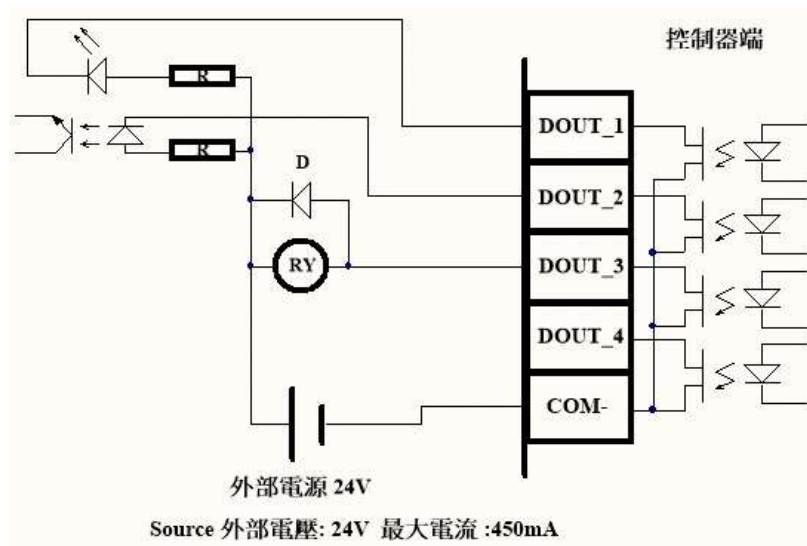 控制器端
R
R
D
RY
DOUT_1
DOUT_2
DOUT_3
DOUT_4
COM-
外部電源 24V
Source 外部電壓: 24V 最大電流 :450mA